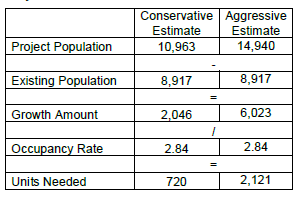 Conservative Aggressive
Estimate Estimate
Project Population 10,963 14,940
-
Existing Population 8,917 8,917
=
Growth Amount 2,046 6,023
/
Occupancy Rate 2.84 2.84
=
Units Needed 720 2,121